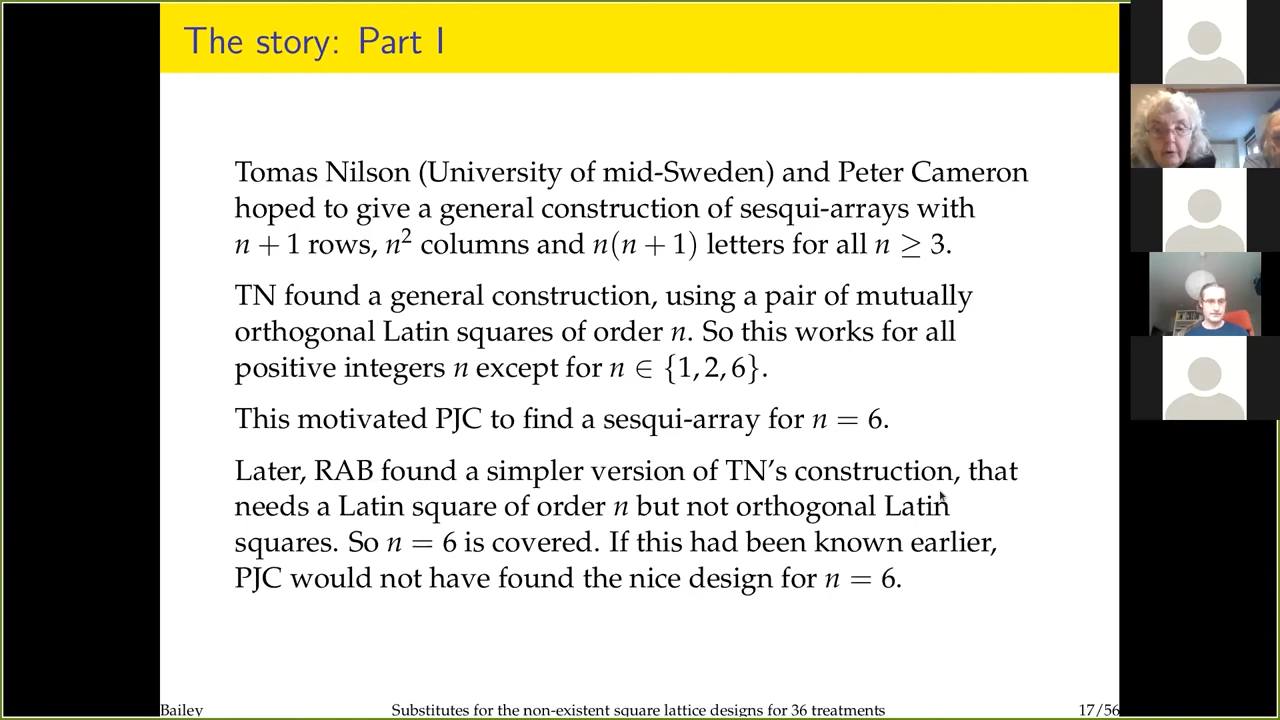 The story: Part I
Tomas Nilson (University of mid-Sweden) and Peter Cameron
hoped to give a general construction of sesqui-arrays with
n + 1 rows, n² columns and n(n + 1) letters for all n ≥ 3.
TN found a general construction, using a pair of mutually
orthogonal Latin squares of order n. So this works for all
positive integers n except for n ∈ {1, 2, 6}.
This motivated PJC to find a sesqui-array for n = 6.
Later, RAB found a simpler version of TN's construction, that
needs a Latin square of order n but not orthogonal Latin
squares. So n = 6 is covered. If this had been known earlier,
PJC would not have found the nice design for n = 6.
Bailey Substitutes for the non-existent square lattice designs for 36 treatments 17/56